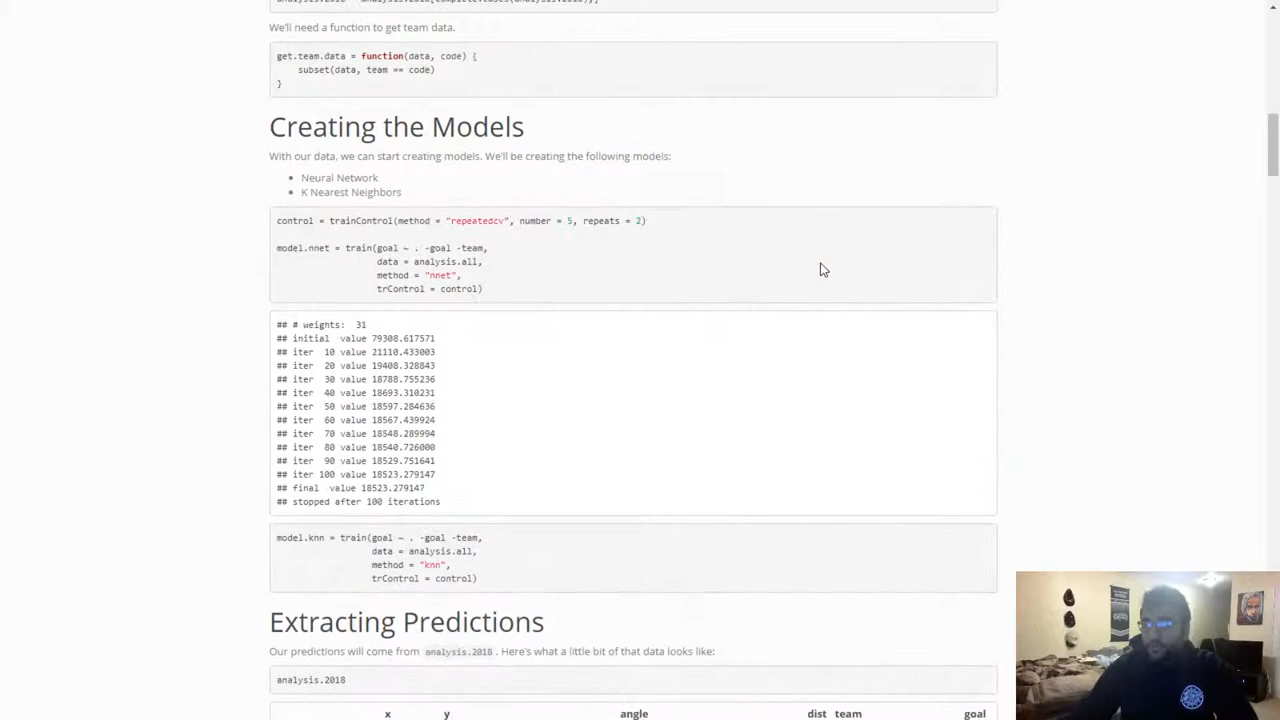 We'll need a function to get team data.
get.team.data = function(data, code) {
subset(data, team == code)
}
Creating the Models
With our data, we can start creating models. We'll be creating the following models:
Neural Network
K Nearest Neighbors
control = trainControl(method = "repeatedcv", number = 5, repeats = 2)
model.nnet = train(goal ~ . -goal -team,
data = analysis.all,
method = "nnet",
trControl = control)
## # weights: 31
## initial value 79308.617571
## iter 10 value 21110.433003
## iter 20 value 19408.328843
## iter 30 value 18788.755236
## iter 40 value 18693.310231
## iter 50 value 18597.284636
## iter 60 value 18567.439924
## iter 70 value 18548.289994
## iter 80 value 18540.726000
## iter 90 value 18529.751641
## iter 100 value 18523.279147
## final value 18523.279147
## stopped after 100 iterations
model.knn = train(goal ~ . -goal -team,
data = analysis.all,
method = "knn",
trControl = control)
Extracting Predictions
Our predictions will come from analysis.2018 . Here's what a little bit of that data looks like:
analysis.2018
x y angle dist team goal